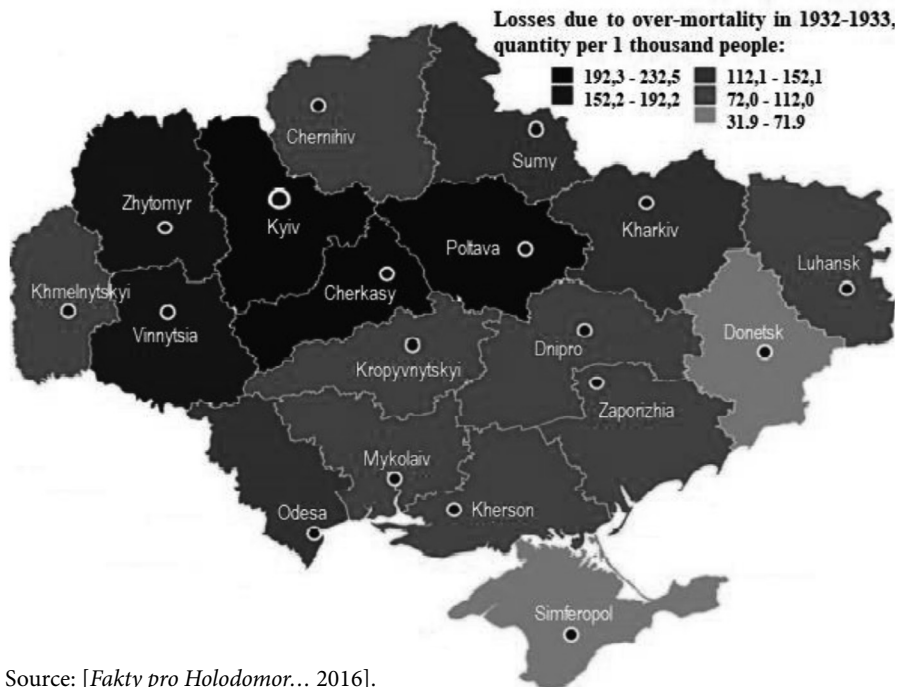 Losses due to over-mortality in 1932-1933,
quantity per 1 thousand people:
192,3 - 232,5
112,1 - 152,1
152,2 - 192,2
72,0 - 112,0
31.9 - 71.9
Chernihiv
Sumy
Zhytomyr
Kyiv
Poltava
Kharkiv
Luhansk
Khmelnytskyi
Vinnytsia
Cherkasy
Kropyvnytskyi
Dnipro
Donetsk
Zaporizhia
Mykolaiv
Odesa
Kherson
Simferopol
Source: [Fakty pro Holodomor… 2016].